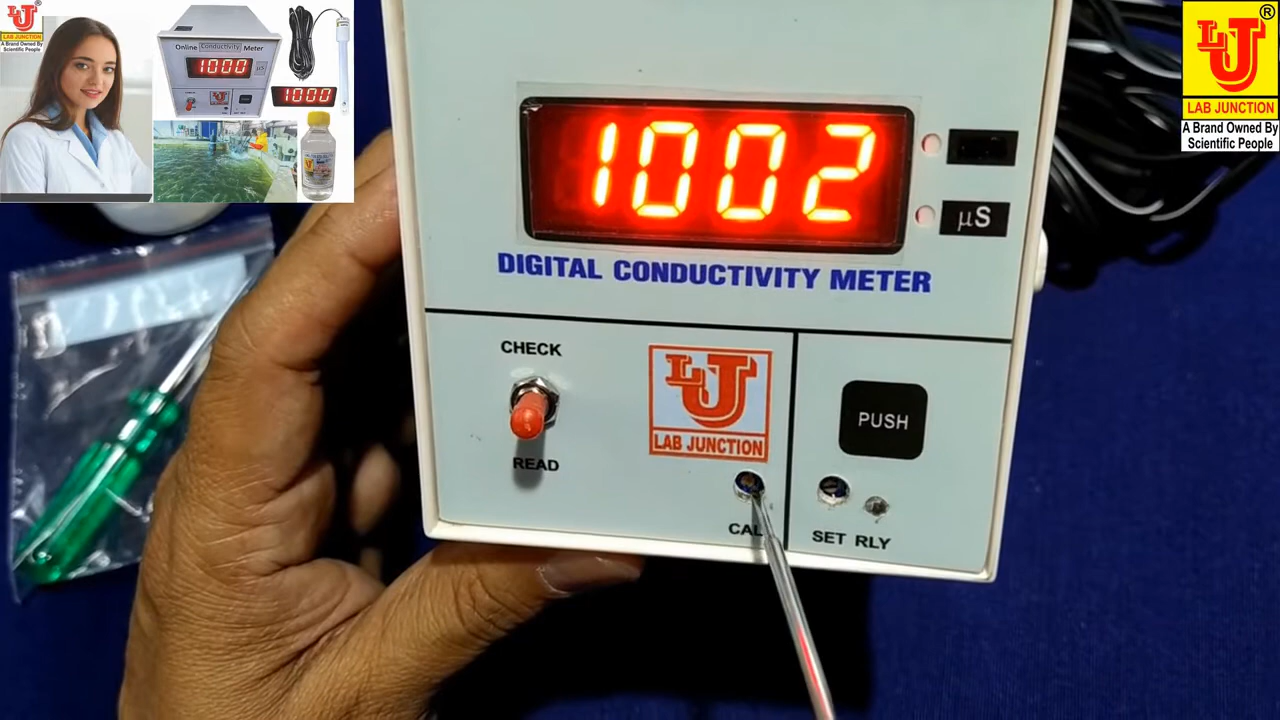 LJ
LAB JUNCTION
A Brand Owned By
Scientific People
Online Conductivity Meter
1000
µS
1000
1002
µS
DIGITAL CONDUCTIVITY METER
CHECK
READ
LJ
LAB JUNCTION
CAL
PUSH
SET RLY
LJ
®
LAB JUNCTION
A Brand Owned By
Scientific People